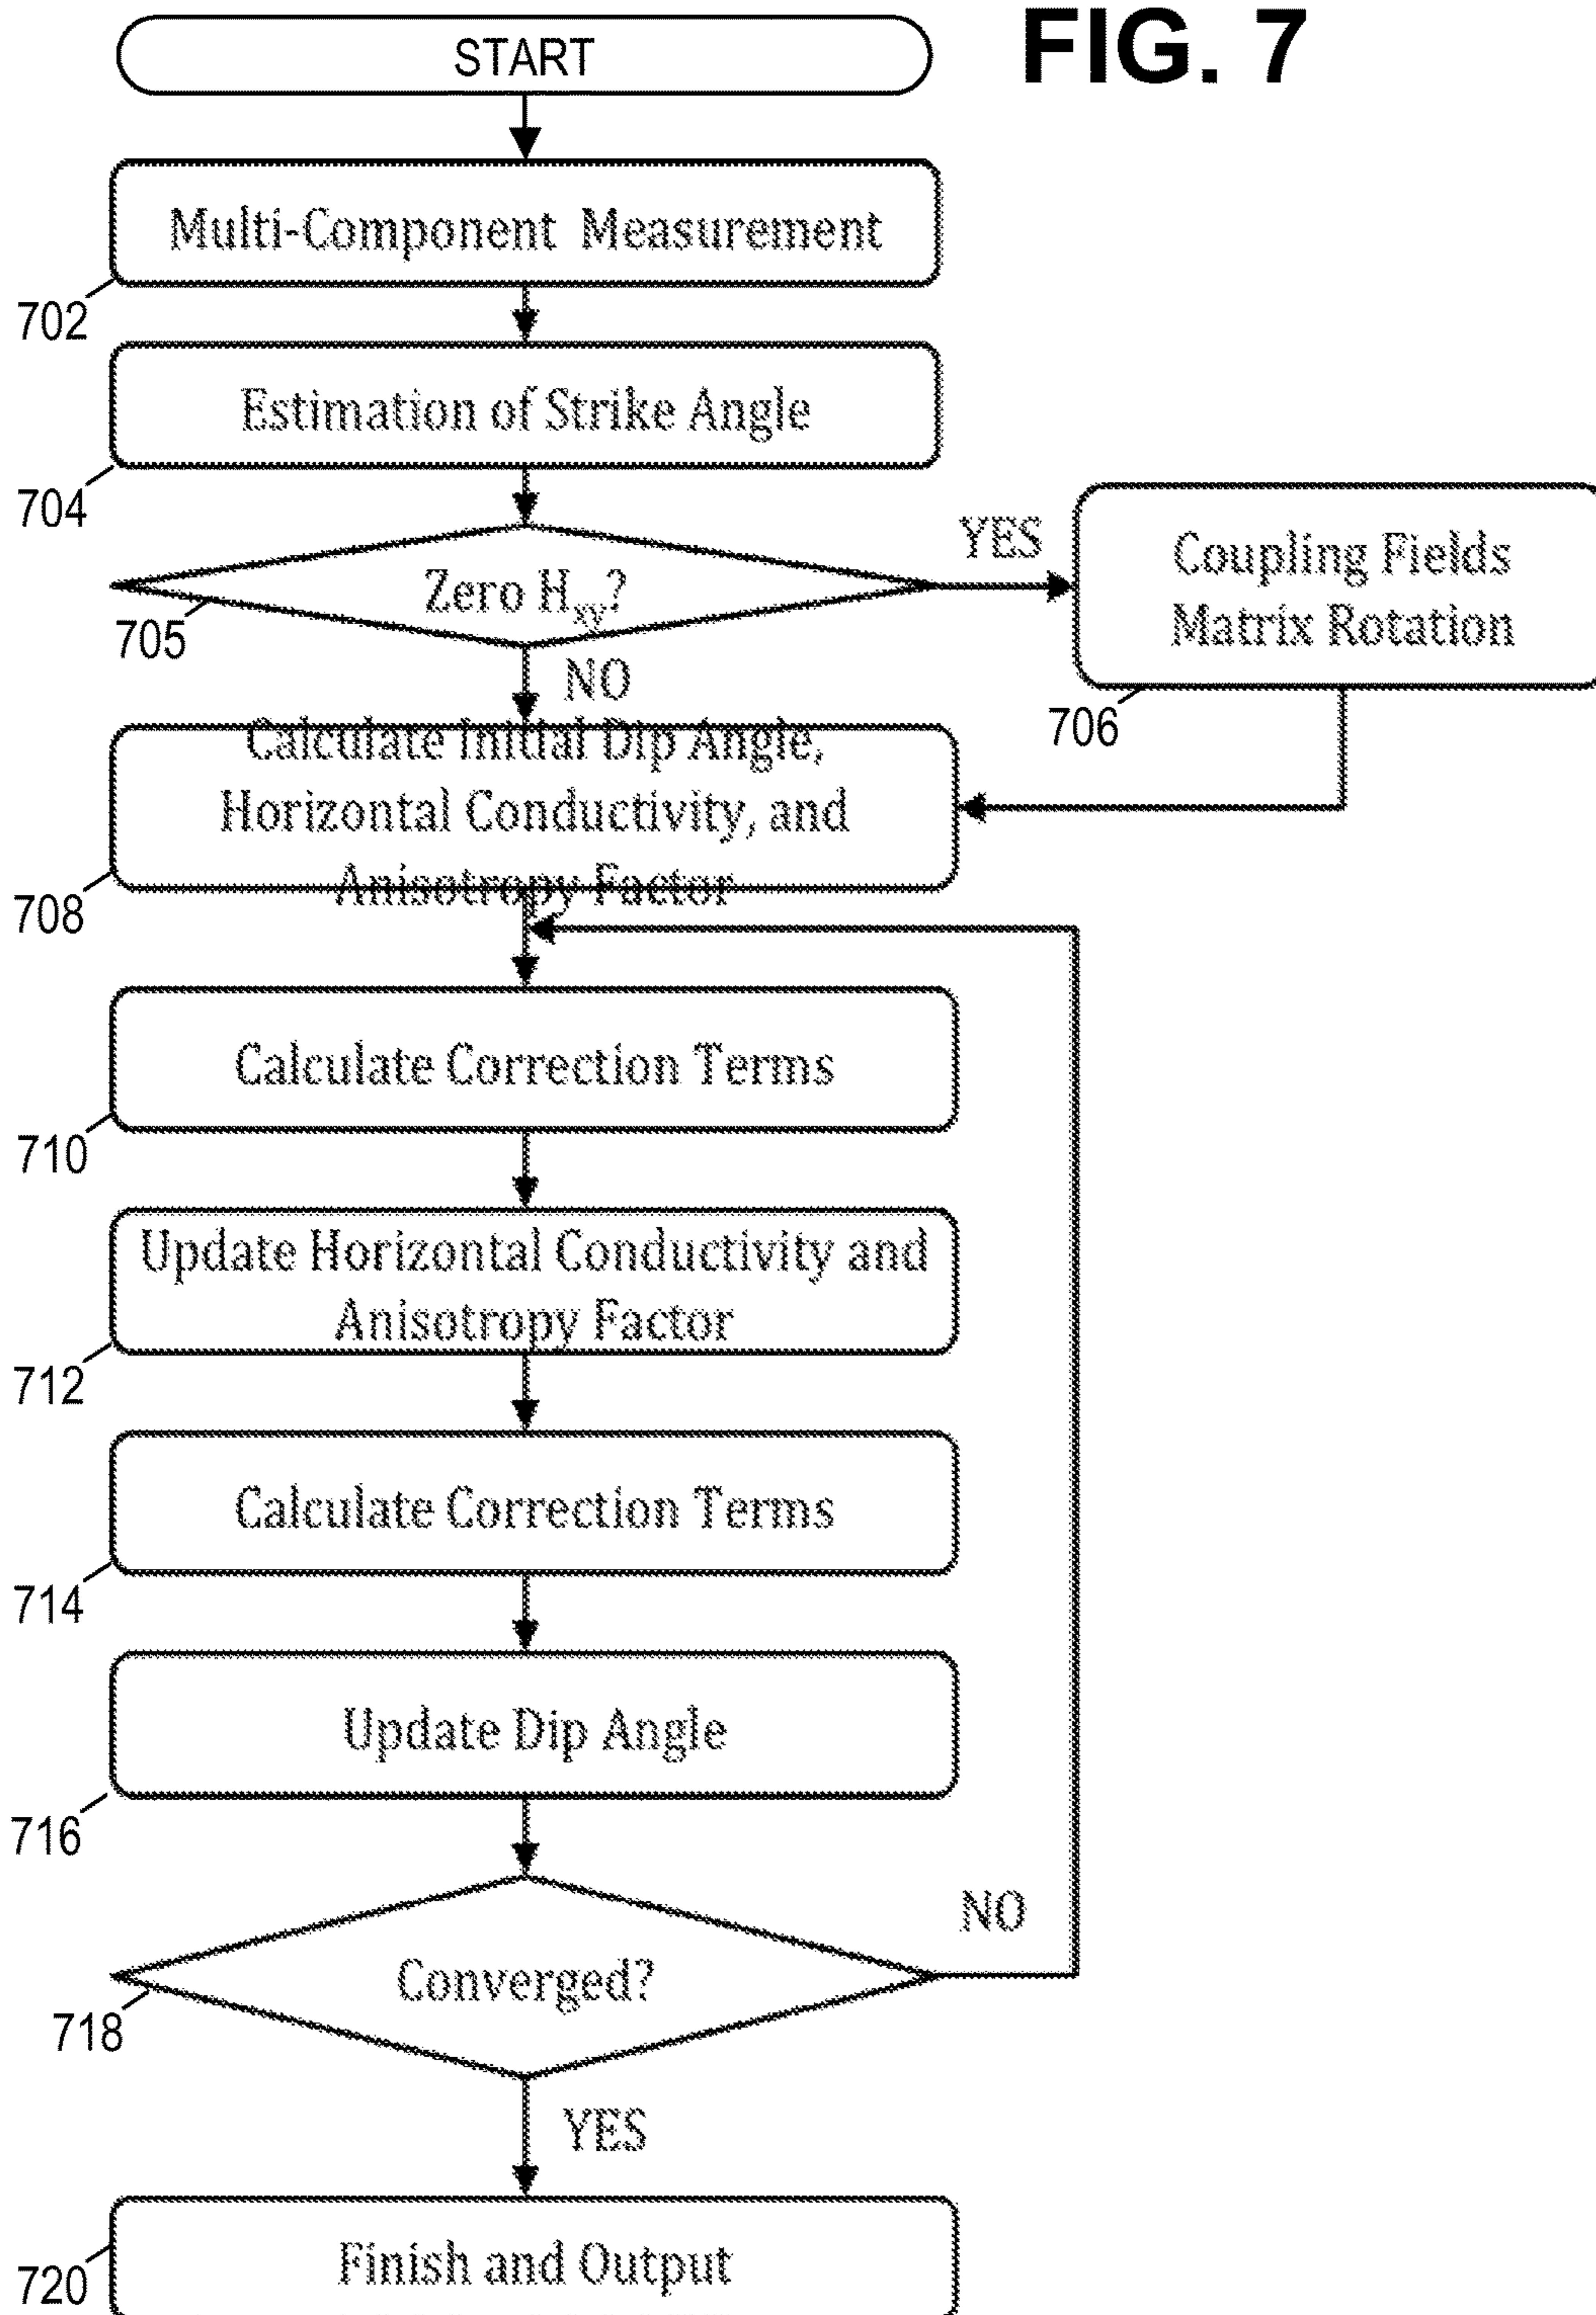 FIG. 7
START
Multi-Component Measurement
702
Estimation of Strike Angle
704
Zero Hxy?
705
YES
Coupling Fields
Matrix Rotation
706
NO
Calculate Initial Dip Angle,
Horizontal Conductivity, and
Anisotropy Factor
708
Calculate Correction Terms
710
Update Horizontal Conductivity and
Anisotropy Factor
712
Calculate Correction Terms
714
Update Dip Angle
716
Converged?
718
NO
YES
Finish and Output
720